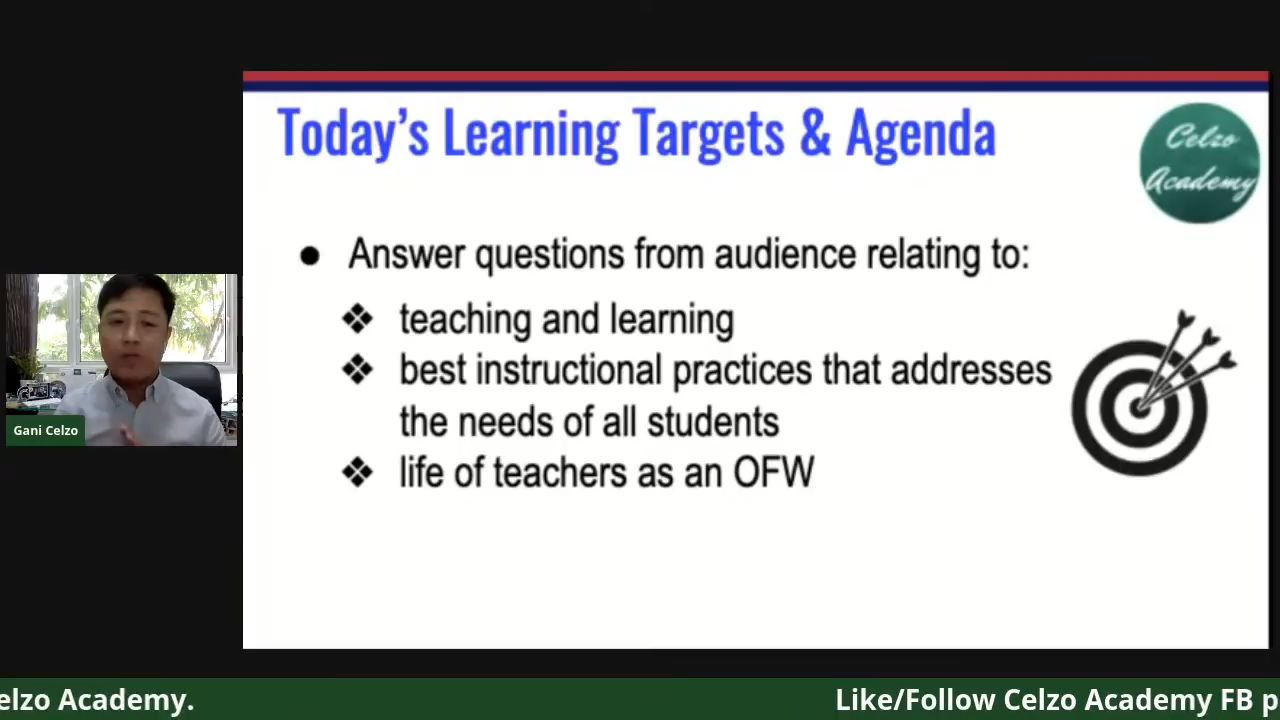 Today's Learning Targets & Agenda
Celzo
Academy
● Answer questions from audience relating to:
❖ teaching and learning
❖ best instructional practices that addresses
the needs of all students
❖ life of teachers as an OFW
Gani Celzo
elzo Academy.
Like/Follow Celzo Academy FB p